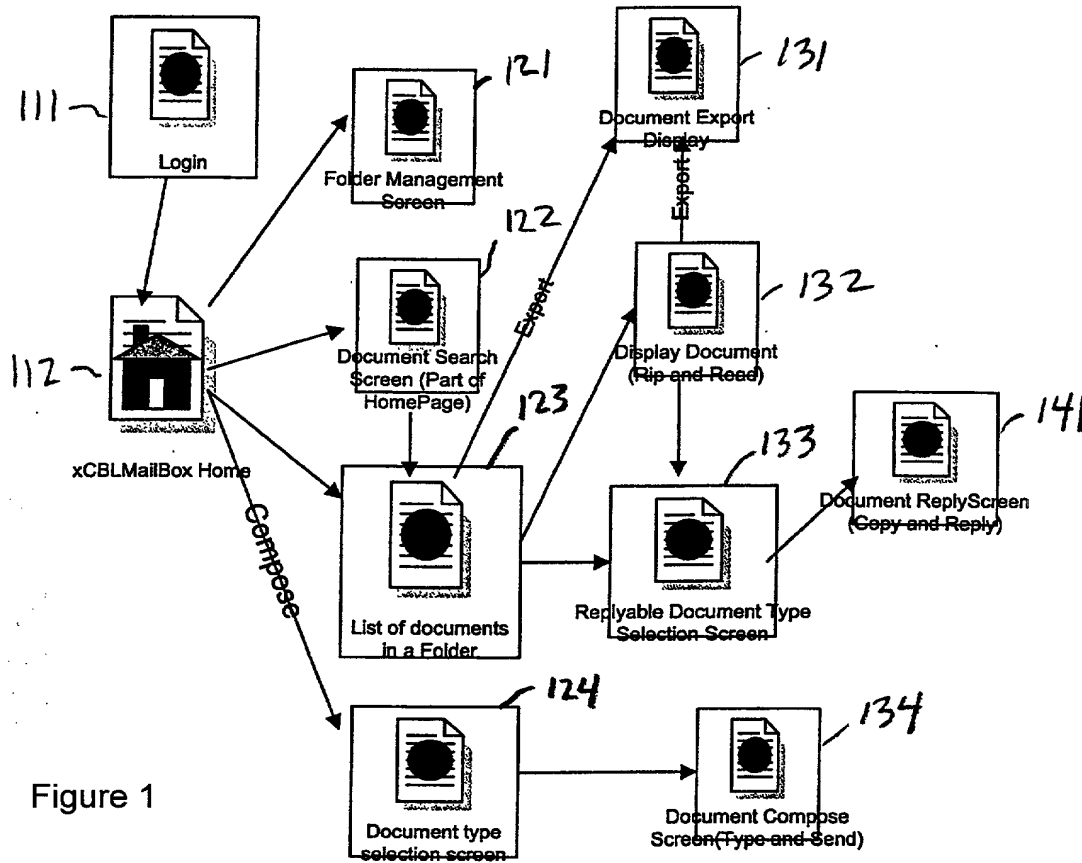 111
Login
121
Folder Management
Screen
131
Document Export
Display
Export
122
Document Search
Screen (Part of
HomePage)
Export
132
Display Document
(Rip and Read)
112
xCBLMailBox Home
123
List of documents
in a Folder
133
Replyable Document Type
Selection Screen
141
Document ReplyScreen
(Copy and Reply)
Compose
124
Document type
selection screen
134
Document Compose
Screen(Type and Send)
Figure 1